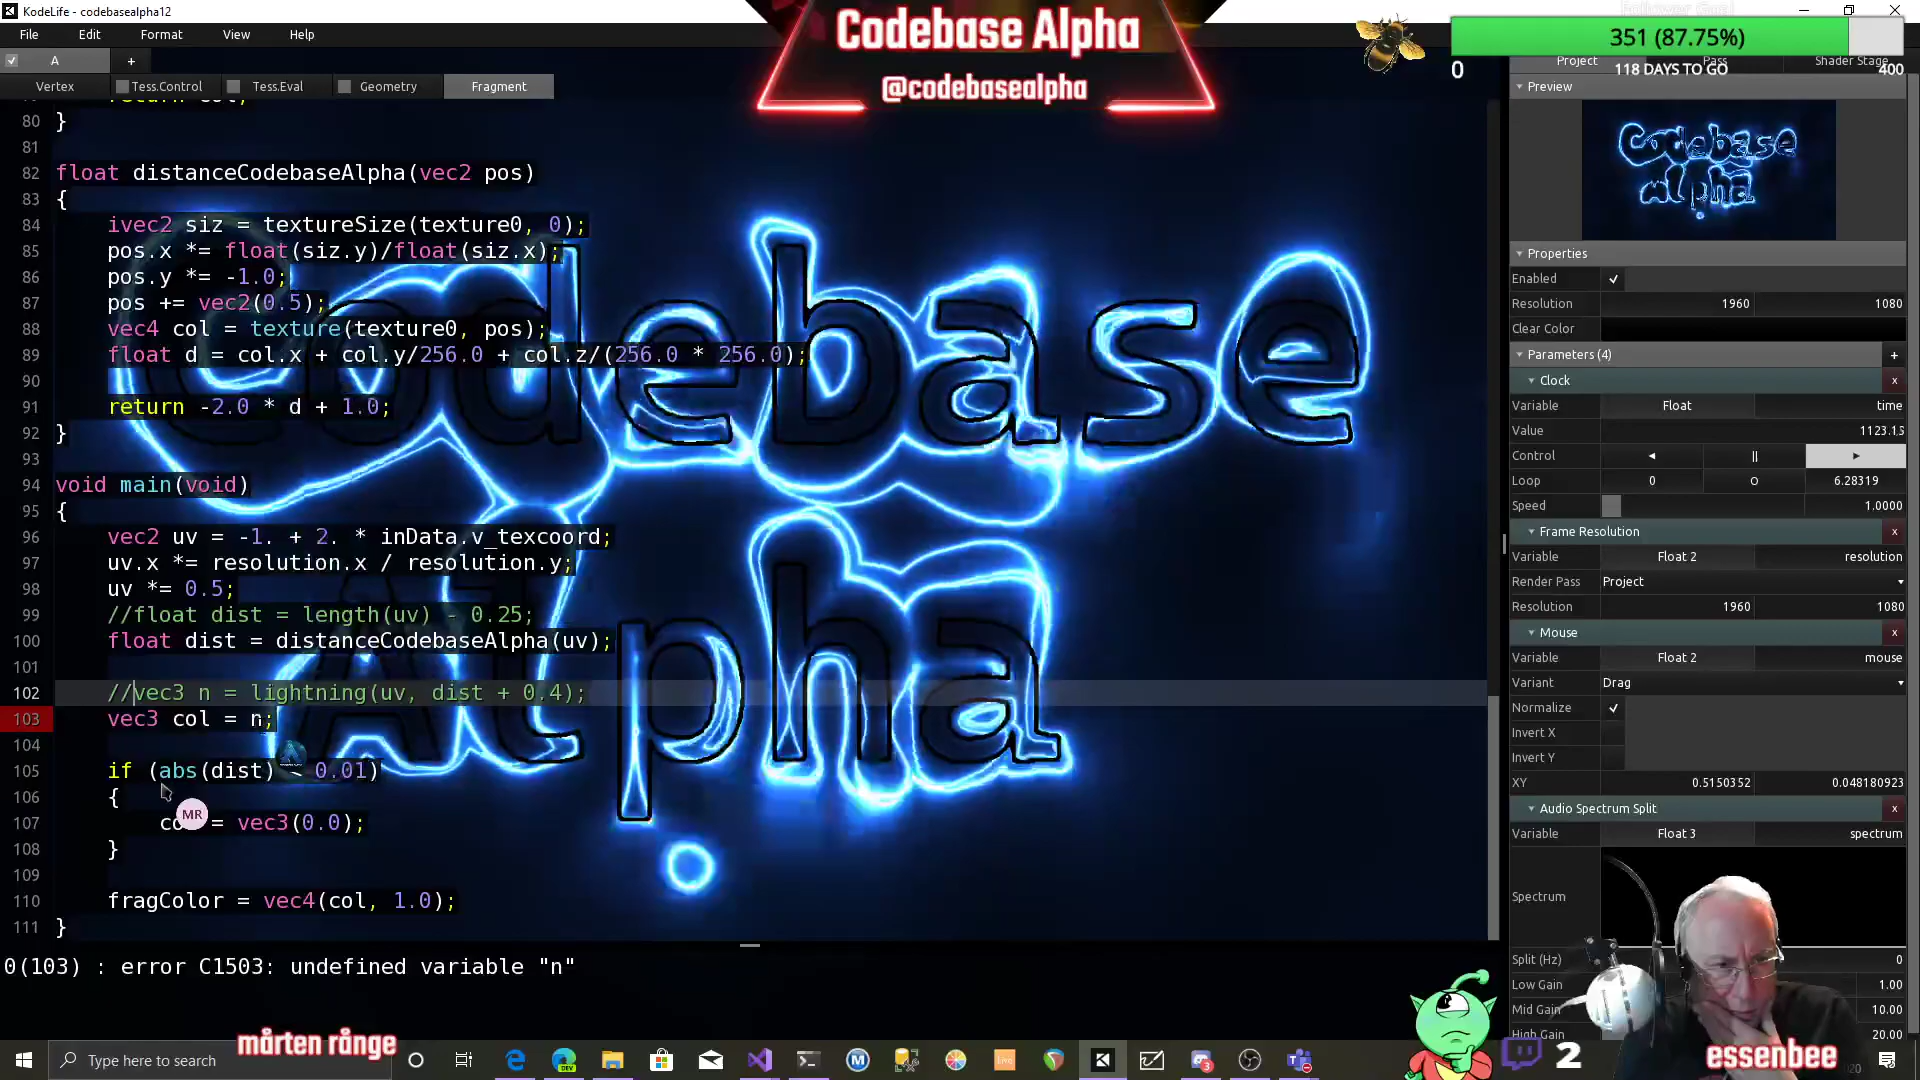 KodeLife - codebasealpha12
File Edit Format View Help
A +
Vertex Tess.Control Tess.Eval Geometry Fragment
80 }
81
82 float distanceCodebaseAlpha(vec2 pos)
83 {
84 ivec2 siz = textureSize(texture0, 0);
85 pos.x *= float(siz.y)/float(siz.x);
86 pos.y *= -1.0;
87 pos += vec2(0.5);
88 vec4 col = texture(texture0, pos);
89 float d = col.x + col.y/256.0 + col.z/(256.0 * 256.0);
90
91 return -2.0 * d + 1.0;
92 }
93
94 void main(void)
95 {
96 vec2 uv = -1. + 2. * inData.v_texcoord;
97 uv.x *= resolution.x / resolution.y;
98 uv *= 0.5;
99 //float dist = length(uv) - 0.25;
100 float dist = distanceCodebaseAlpha(uv);
101
102 //vec3 n = lightning(uv, dist + 0.4);
103 vec3 col = n;
104
105 if (abs(dist) 0.01)
106 {
107 = vec3(0.0);
108 }
109
110 fragColor = vec4(col, 1.0);
111 }
MR
0(103) : error C1503: undefined variable "n"
Codebase
Alpha
Codebase Alpha
@codebasealpha
Follower Goal
351 (87.75%)
0
118 DAYS TO GO
400
Project Pass Shader Stage
Preview
Codebase
alpha
Properties
Enabled
Resolution 1960 1080
Clear Color
Parameters (4) +
Clock x
Variable Float time
Value 1123.15
Control
Loop 0 O 6.28319
Speed 1.0000
Frame Resolution x
Variable Float 2 resolution
Render Pass Project
Resolution 1960 1080
Mouse x
Variable Float 2 mouse
Variant Drag
Normalize
Invert X
Invert Y
XY 0.5150352 0.048180923
Audio Spectrum Split x
Variable Float 3 spectrum
Spectrum
Split (Hz) 0
Low Gain 1.00
Mid Gain 10.00
High Gain 20.00
mårten rånge
essenbee
2
Type here to search